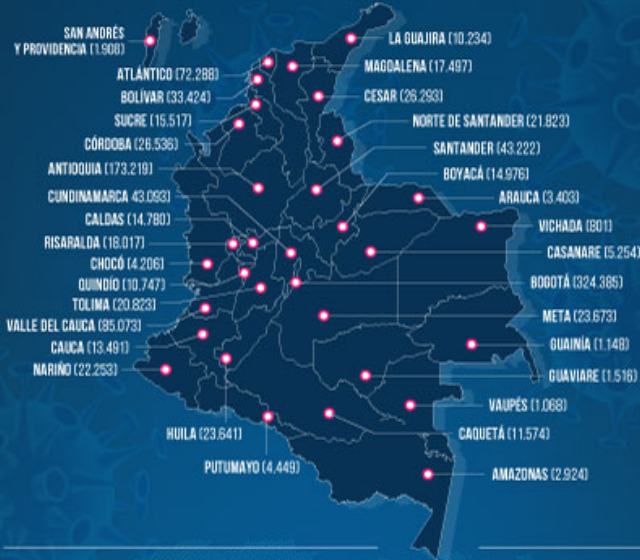 SAN ANDRÉS
Y PROVIDENCIA (1.908)
ATLÁNTICO (72.288)
BOLÍVAR (33.424)
SUCRE (15.517)
CÓRDOBA (26.536)
ANTIOQUIA (173.219)
CUNDINAMARCA 43.093)
CALDAS (14.780)
RISARALDA (18.017)
CHOCÓ (4.206)
QUINDÍO (10.747)
TOLIMA (20.823)
VALLE DEL CAUCA (85.073)
CAUCA (13.491)
NARIÑO (22.253)
HUILA (23.641)
PUTUMAYO (4.449)
LA GUAJIRA (10.234)
MAGDALENA (17.497)
CESAR (26.293)
NORTE DE SANTANDER (21.823)
SANTANDER (43.222)
BOYACÁ (14.976)
ARAUCA (3.403)
VICHADA (801)
CASANARE (5.254)
BOGOTÁ (324.385)
META (23.673)
GUAINÍA (1.148)
GUAVIARE (1.516)
VAUPÉS (1.068)
CAQUETÁ (11.574)
AMAZONAS (2.924)